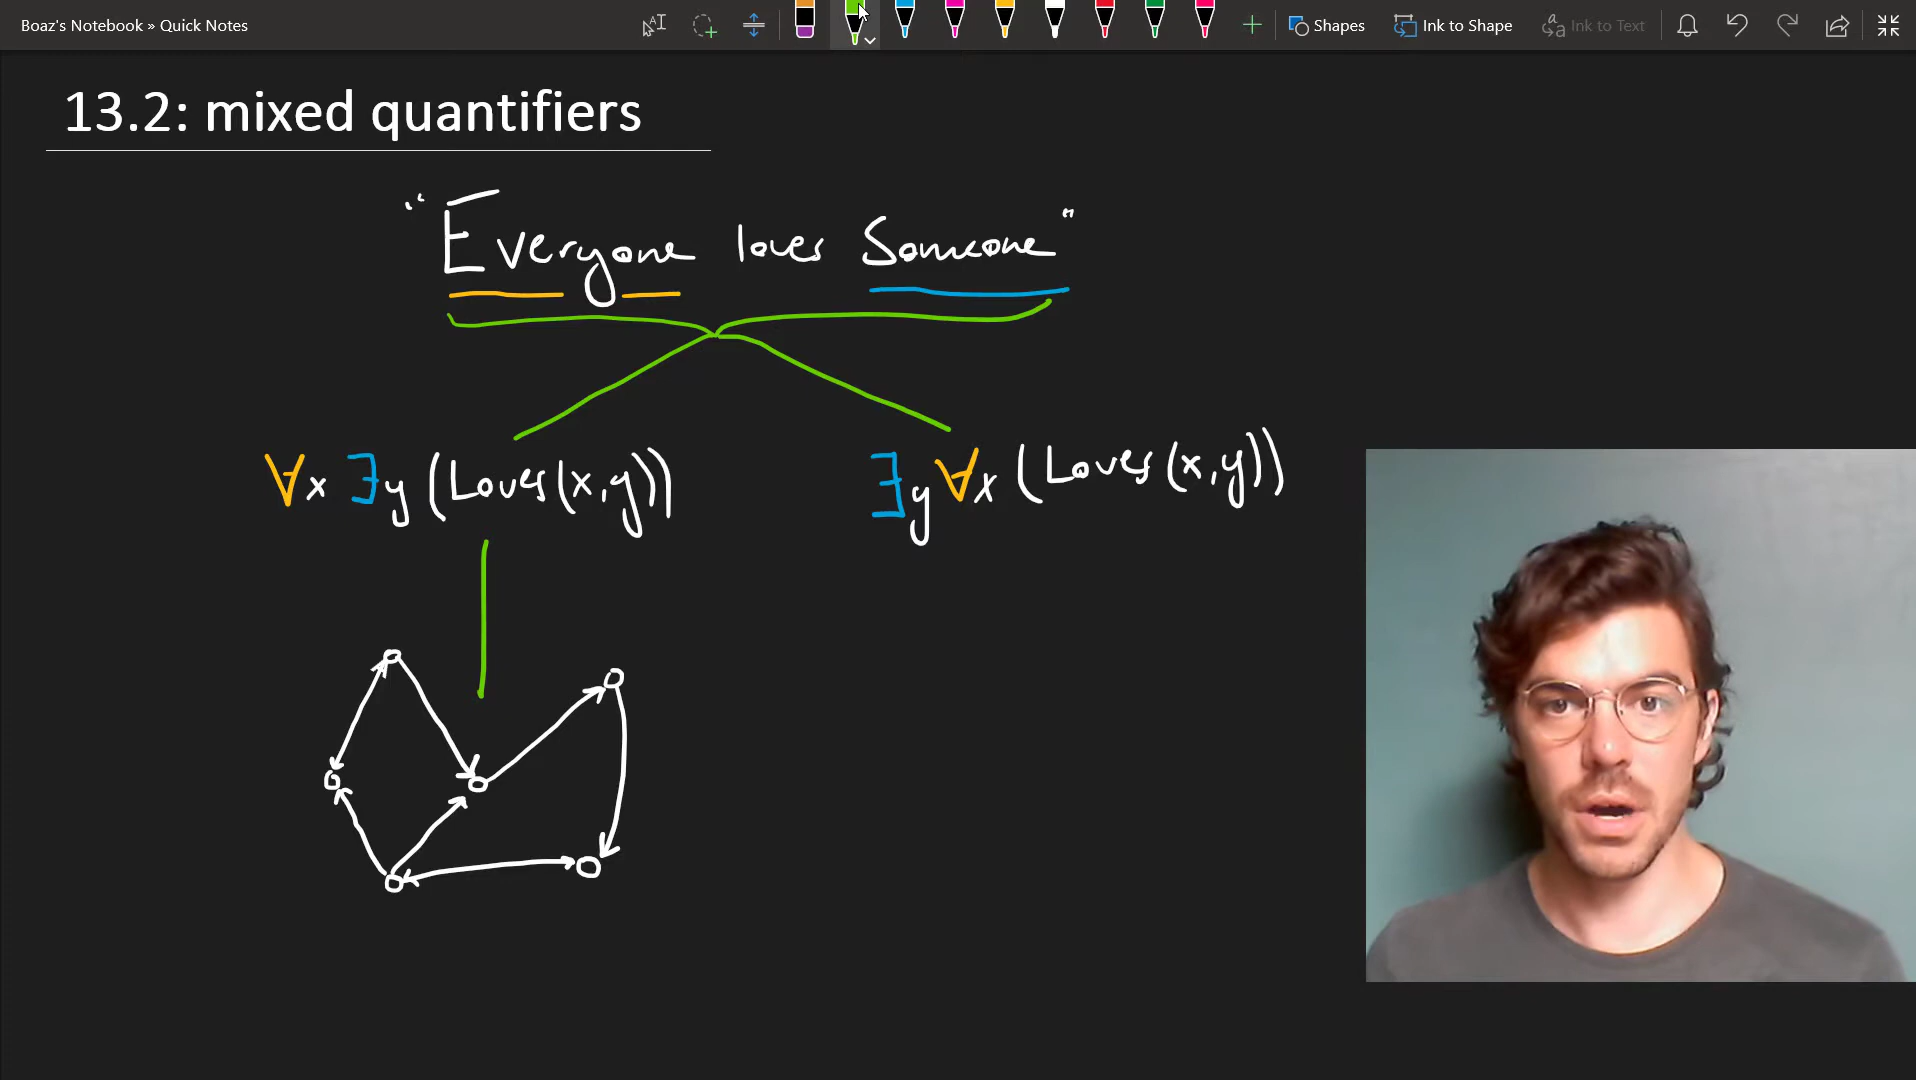 Boaz's Notebook » Quick Notes
Shapes
Ink to Shape
Ink to Text
13.2: mixed quantifiers
"Everyone loves Someone"
∀x ∃y (Loves(x,y))
∃y ∀x (Loves(x,y))